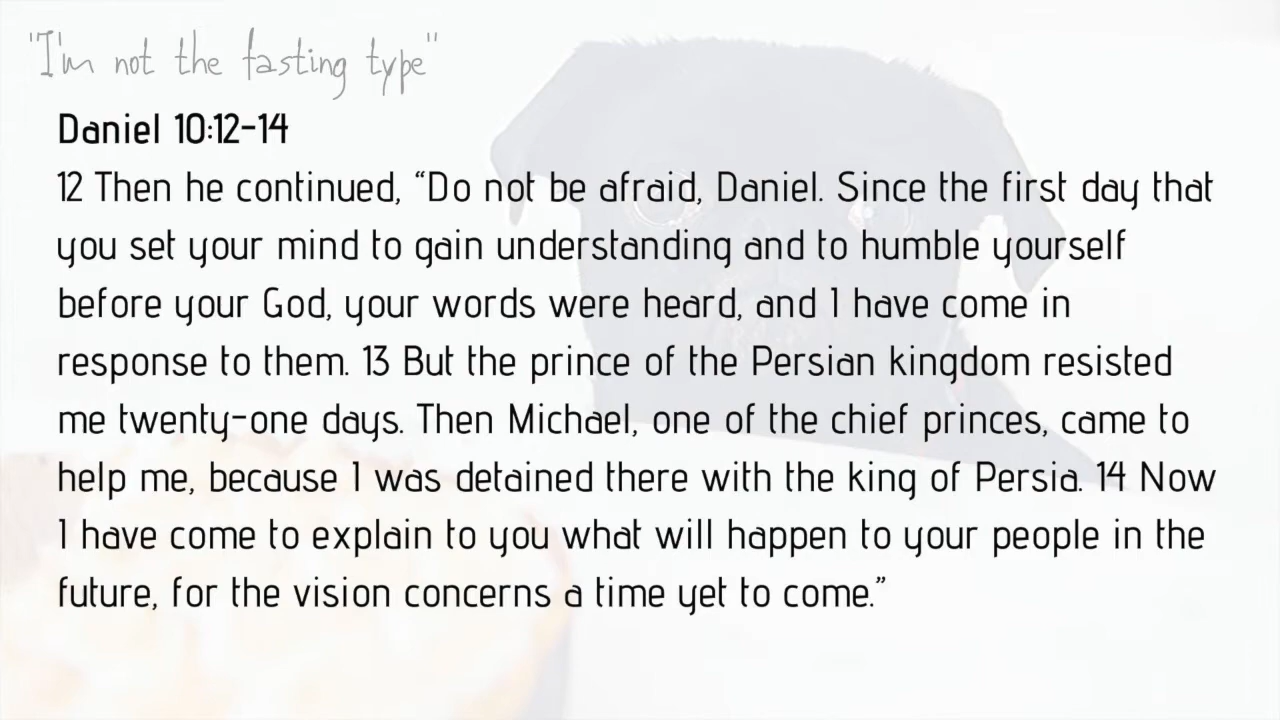 "I'm not the fasting type"
Daniel 10:12-14
12 Then he continued, “Do not be afraid, Daniel. Since the first day that
you set your mind to gain understanding and to humble yourself
before your God, your words were heard, and I have come in
response to them. 13 But the prince of the Persian kingdom resisted
me twenty-one days. Then Michael, one of the chief princes, came to
help me, because I was detained there with the king of Persia. 14 Now
I have come to explain to you what will happen to your people in the
future, for the vision concerns a time yet to come.”